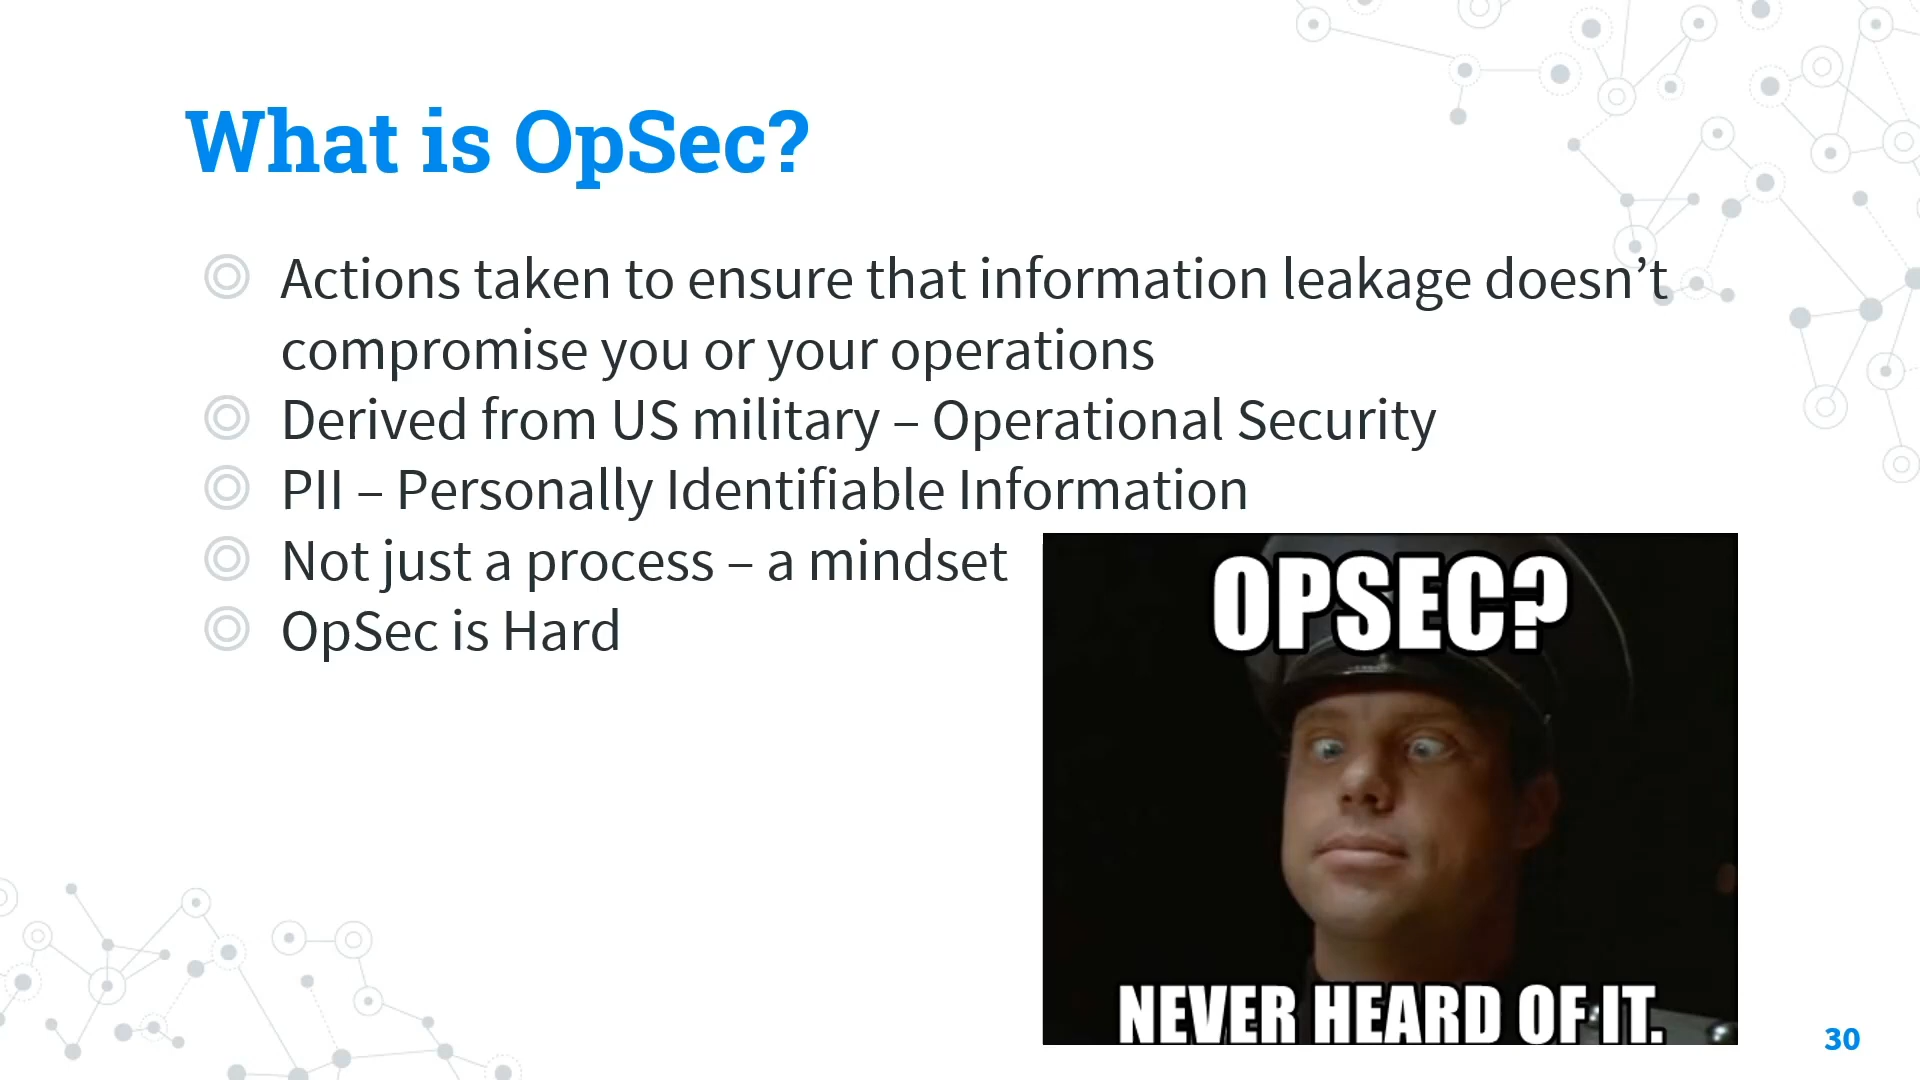 What is OpSec?
Actions taken to ensure that information leakage doesn’t
compromise you or your operations
Derived from US military – Operational Security
PII – Personally Identifiable Information
Not just a process – a mindset
OpSec is Hard
OPSEC?
NEVER HEARD OF IT.
30